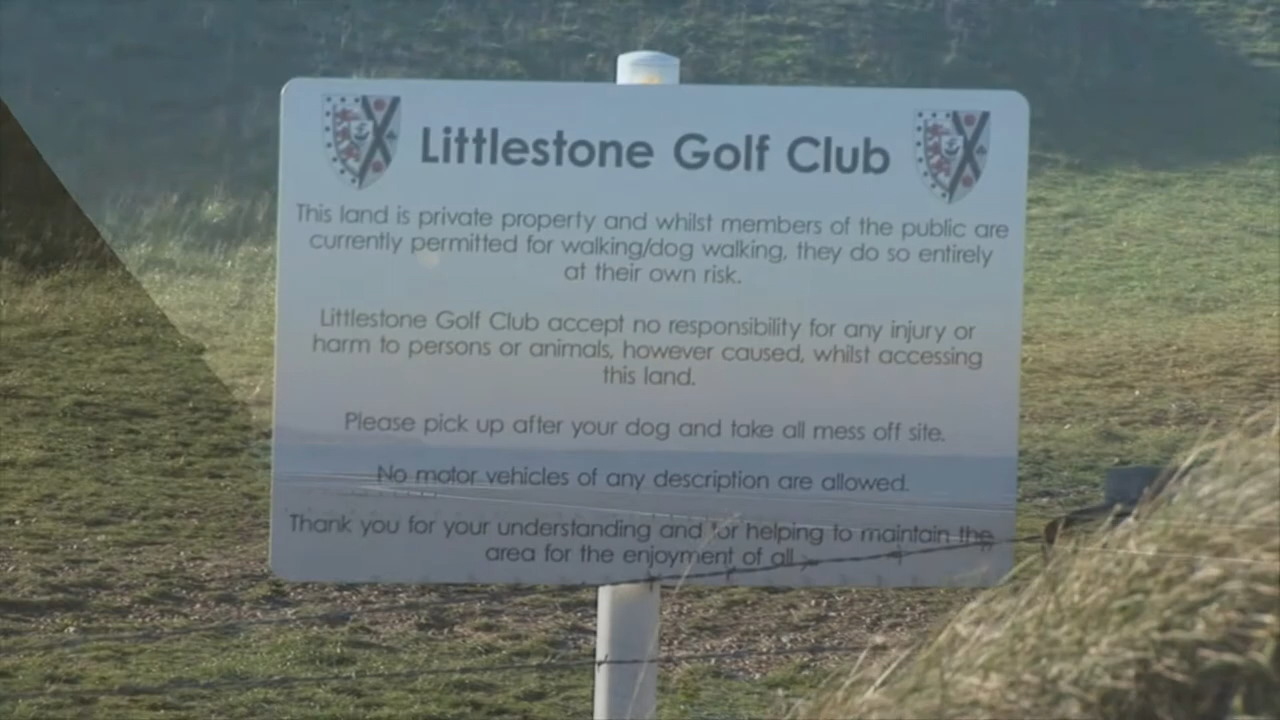 Littlestone Golf Club
This land is private property and whilst members of the public are
currently permitted for walking/dog walking, they do so entirely
at their own risk.
Littlestone Golf Club accept no responsibility for any injury or
harm to persons or animals, however caused, whilst accessing
this land.
Please pick up after your dog and take all mess off site.
No motor vehicles of any description are allowed.
Thank you for your understanding and for helping to maintain the
area for the enjoyment of all.